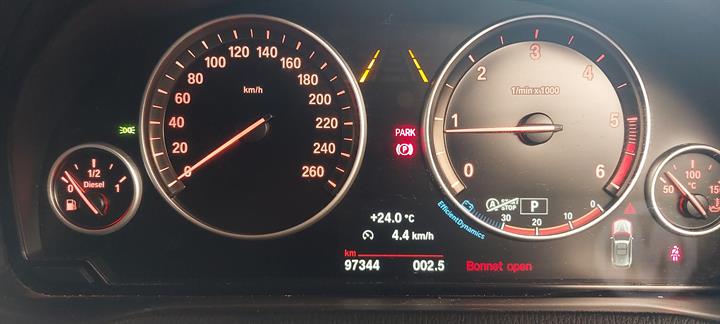 0 20 40 60 80 100 120 140 160 180 200 220 240 260
km/h
0 1/2 1
Diesel
PARK
P
0 1 2 3 4 5 6
1/min x1000
A START STOP P
30 20 10 0
EfficientDynamics
50 100 150
°C
+24.0 °C
4.4 km/h
km
97344 002.5 Bonnet open